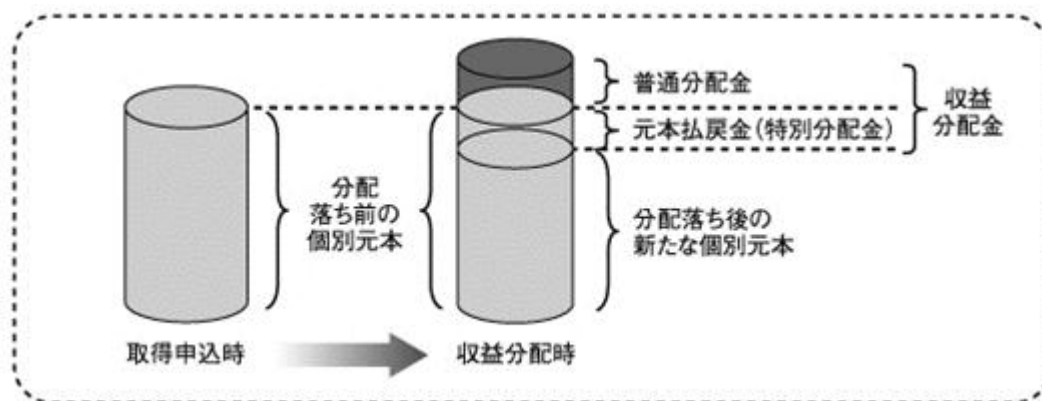 普通分配金
元本払戻金（特別分配金）
収益
分配金
分配
落ち前の
個別元本
分配落ち後の
新たな個別元本
取得申込時
収益分配時